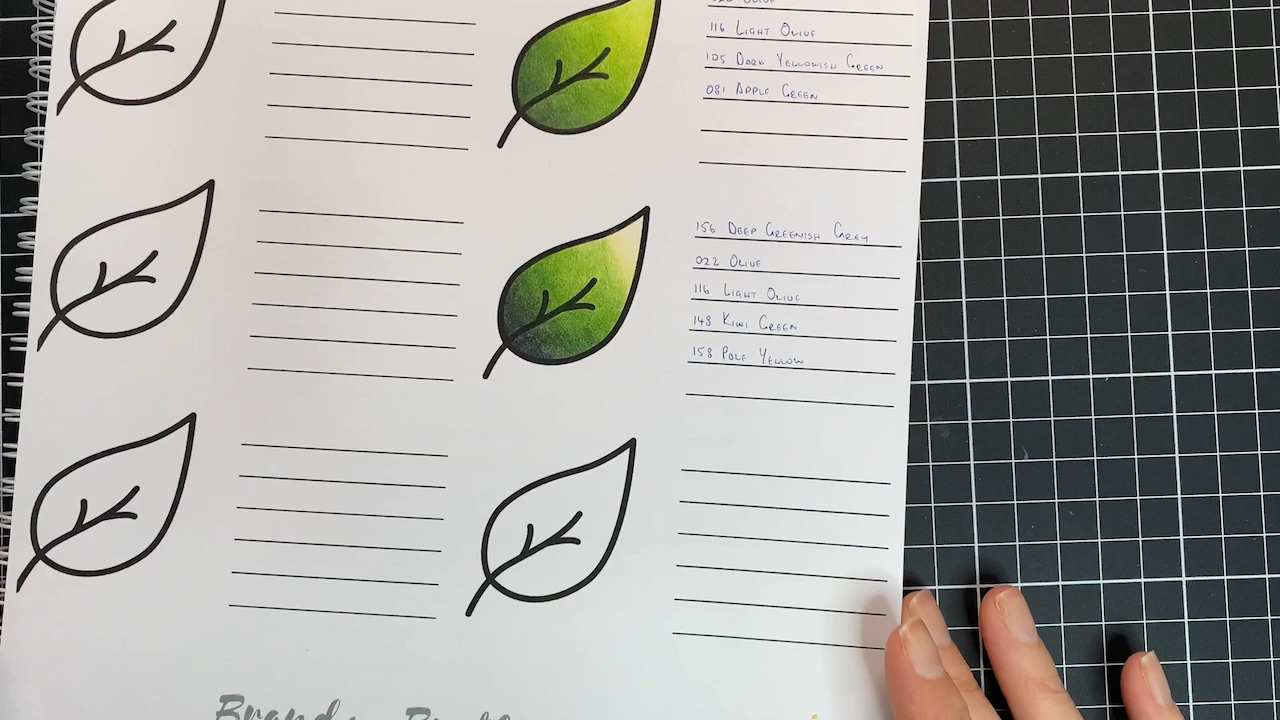 116 Light Olive
105 Dark Yellowish Green
081 Apple Green
156 Deep Greenish Grey
022 Olive
116 Light Olive
148 Kiwi Green
158 Pale Yellow